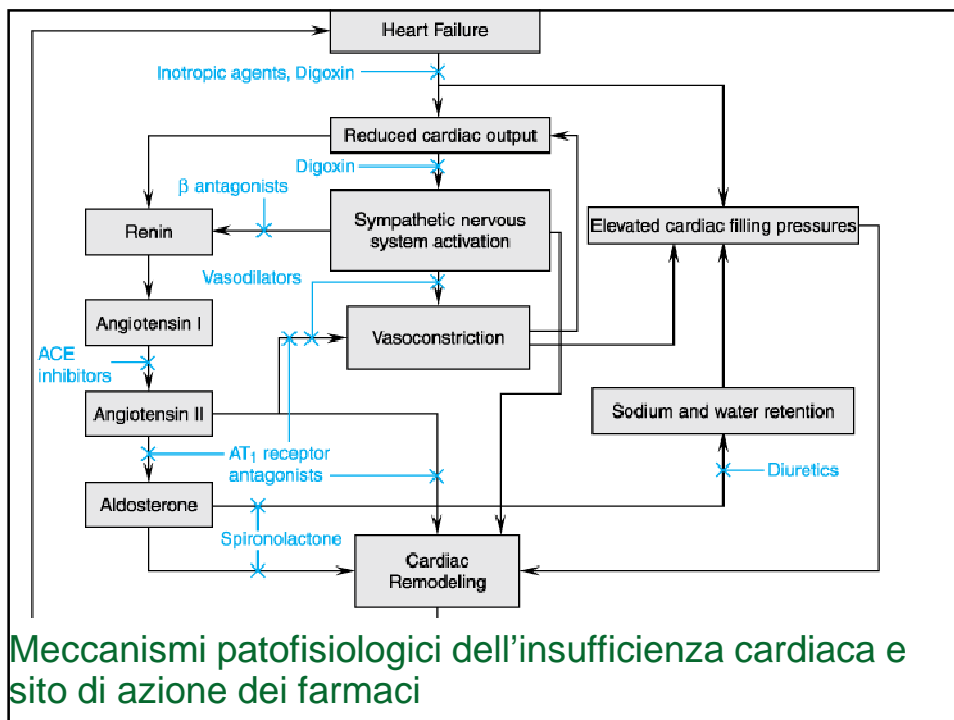 Heart Failure
Inotropic agents, Digoxin
Reduced cardiac output
Digoxin
β antagonists
Renin
Sympathetic nervous
system activation
Elevated cardiac filling pressures
Vasodilators
Angiotensin I
Vasoconstriction
ACE
inhibitors
Angiotensin II
Sodium and water retention
AT₁ receptor
antagonists
Diuretics
Aldosterone
Spironolactone
Cardiac
Remodeling
Meccanismi patofisiologici dell’insufficienza cardiaca e
sito di azione dei farmaci